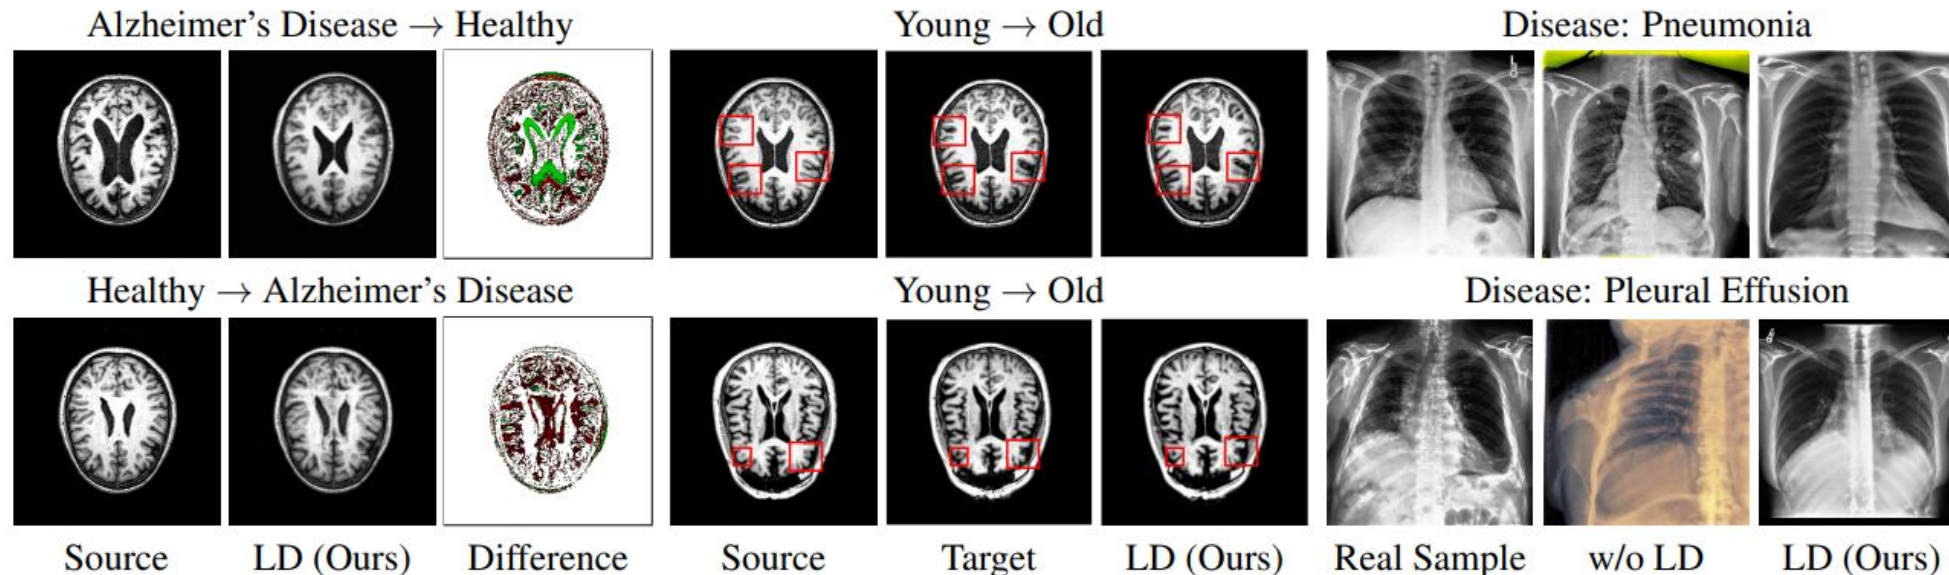 Alzheimer's Disease → Healthy
Young → Old
Disease: Pneumonia
Healthy → Alzheimer's Disease
Young → Old
Disease: Pleural Effusion
Source
LD (Ours)
Difference
Source
Target
LD (Ours)
Real Sample
w/o LD
LD (Ours)